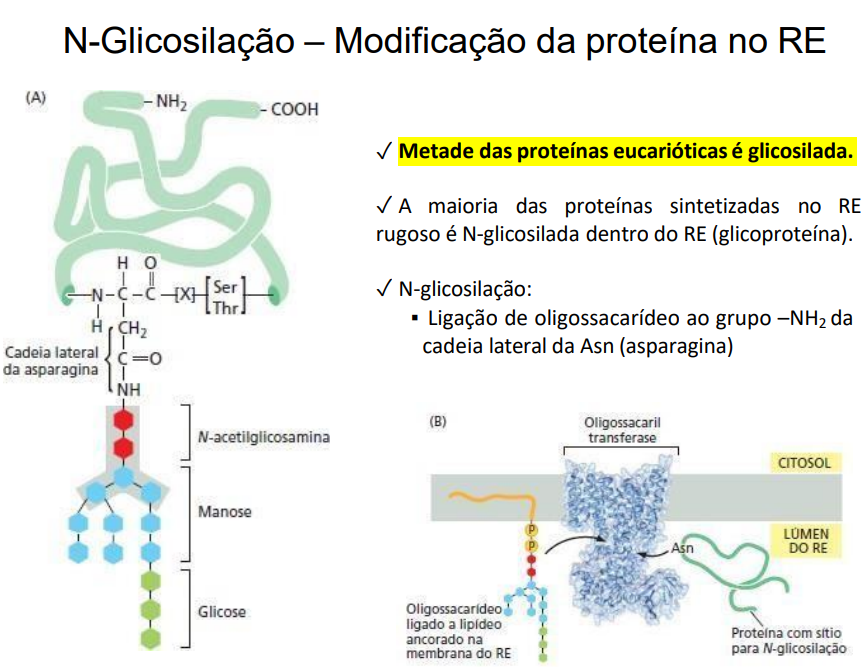 N-Glicosilação – Modificação da proteína no RE
(A)
NH2
COOH
H O
N–C–C–[X]–[Ser
Thr]
H CH2
Cadeia lateral
da asparagina
C=O
NH
N-acetilglicosamina
Manose
Glicose
✓ Metade das proteínas eucarióticas é glicosilada.
✓ A maioria das proteínas sintetizadas no RE
rugoso é N-glicosilada dentro do RE (glicoproteína).
✓ N-glicosilação:
▪ Ligação de oligossacarídeo ao grupo –NH2 da
cadeia lateral da Asn (asparagina)
(B)
Oligossacaril
transferase
CITOSOL
P
P
Asn
LÚMEN
DO RE
Oligossacarídeo
ligado a lipídeo
ancorado na
membrana do RE
Proteína com sítio
para N-glicosilação